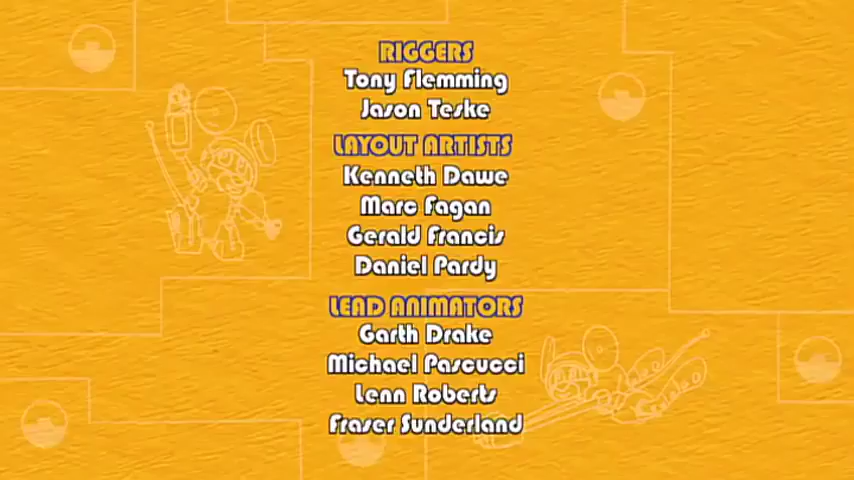 RIGGERS
Tony Flemming
Jason Teske
LAYOUT ARTISTS
Kenneth Dawe
Marc Fagan
Gerald Francis
Daniel Pardy
LEAD ANIMATORS
Garth Drake
Michael Pascucci
Lenn Roberts
Fraser Sunderland